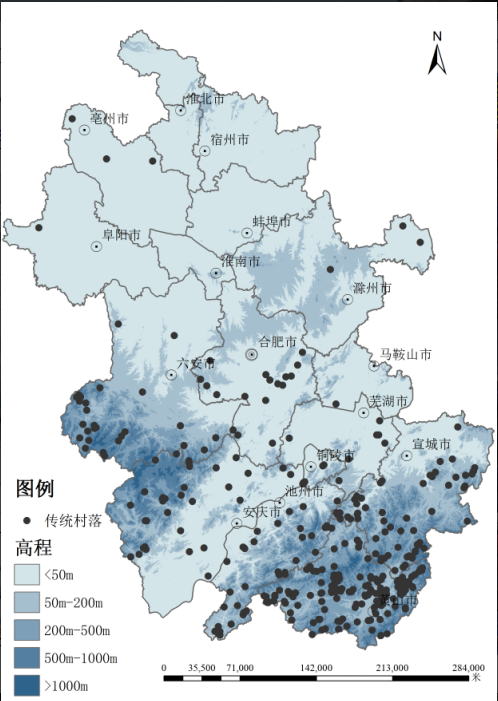 N
淮北市
亳州市
宿州市
蚌埠市
阜阳市
淮南市
滁州市
合肥市
马鞍山市
六安市
芜湖市
宣城市
铜陵市
池州市
安庆市
黄山市
图例
传统村落
高程
<50m
50m-200m
200m-500m
500m-1000m
>1000m
0 35,500 71,000 142,000 213,000 284,000
米